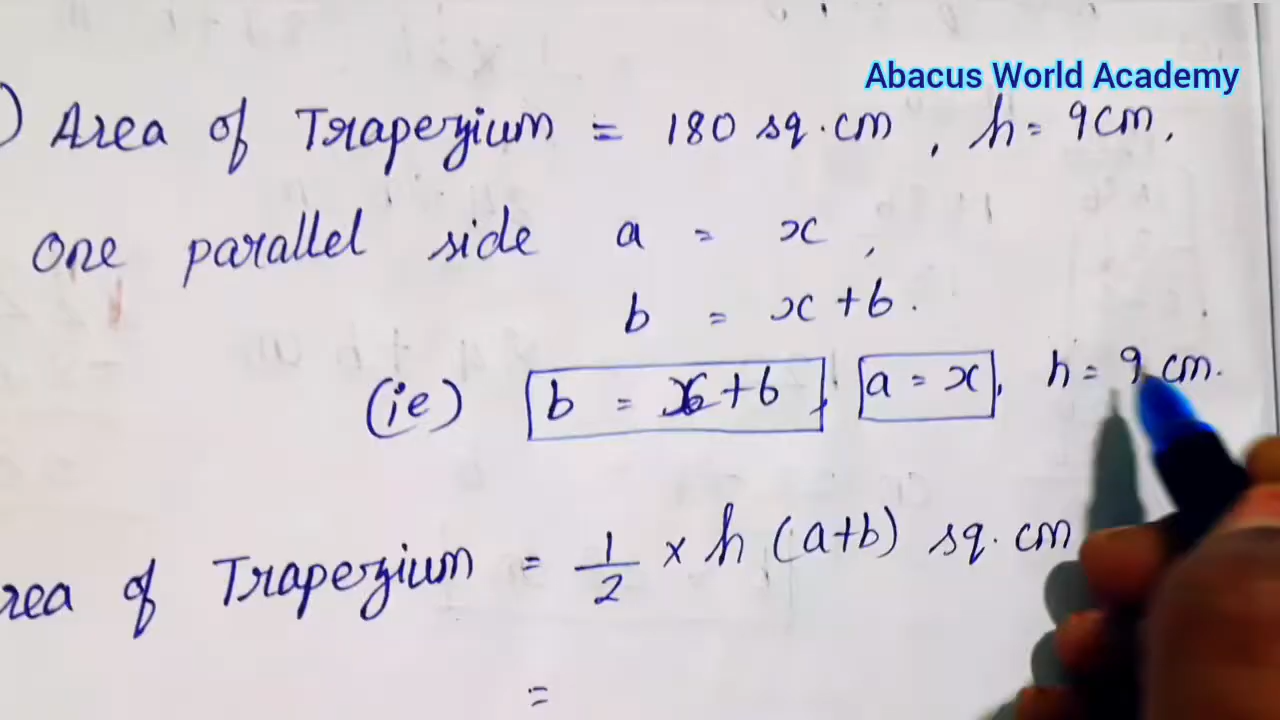 Abacus World Academy
) Area of Trapezium = 180 sq.cm, h = 9cm,
one parallel side a = x,
b = x+6.
(ie) b = x+6, a = x, h = 9 cm.
rea of Trapezium = 1/2 × h (a+b) sq.cm
=